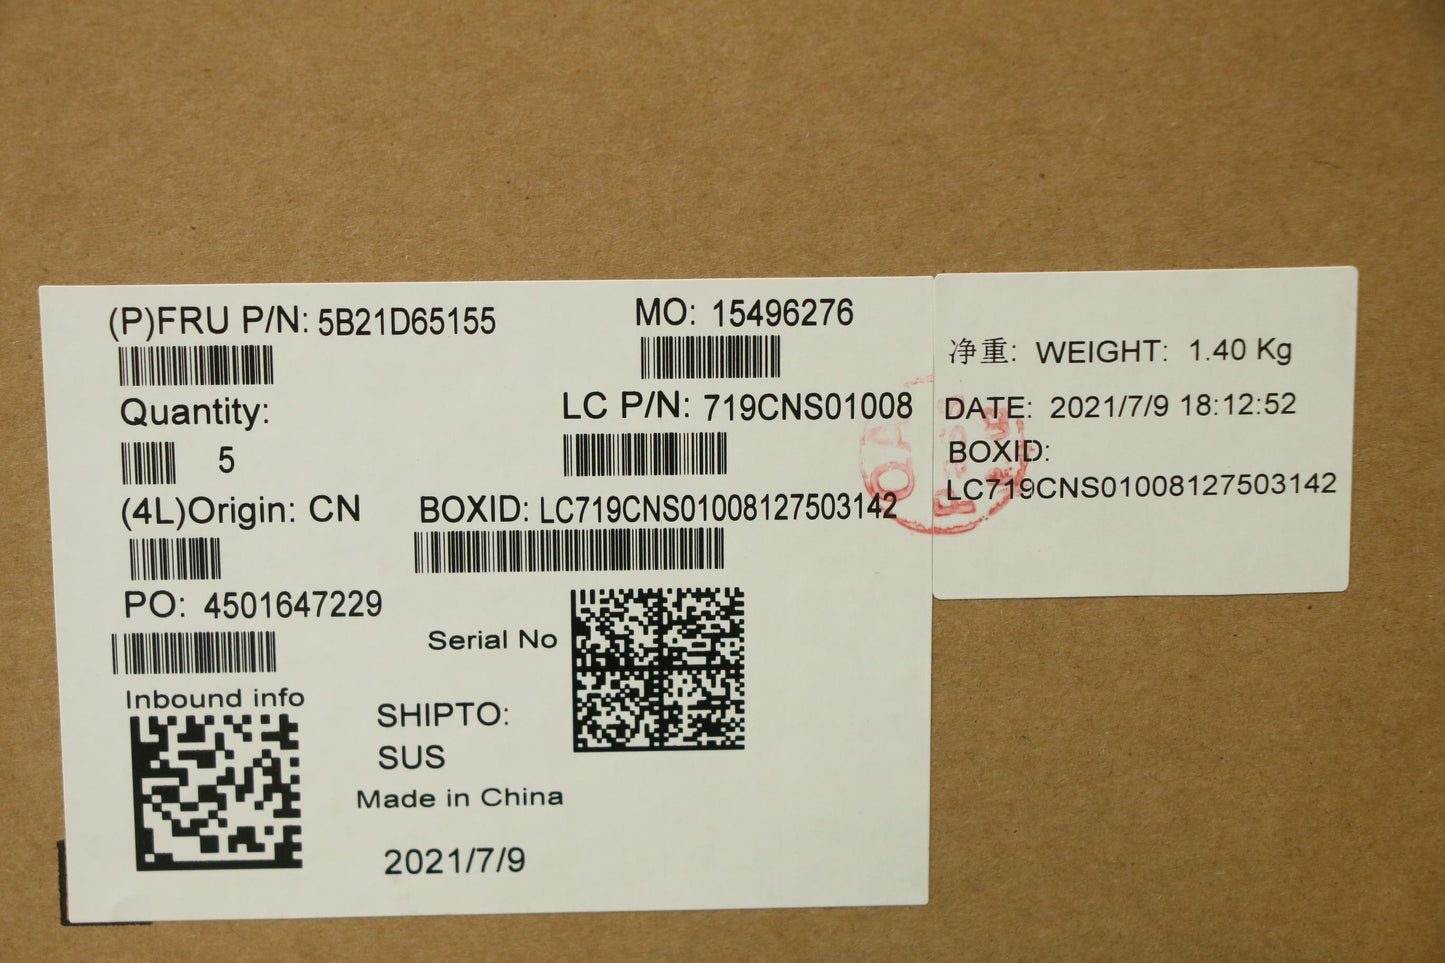 (P)FRU P/N: 5B21D65155
MO: 15496276
Quantity:
5
LC P/N: 719CNS01008
(4L)Origin: CN
BOXID: LC719CNS01008127503142
PO: 4501647229
Serial No
Inbound info
SHIPTO:
SUS
Made in China
2021/7/9
净重: WEIGHT: 1.40 Kg
DATE: 2021/7/9 18:12:52
BOXID:
LC719CNS01008127503142
QA